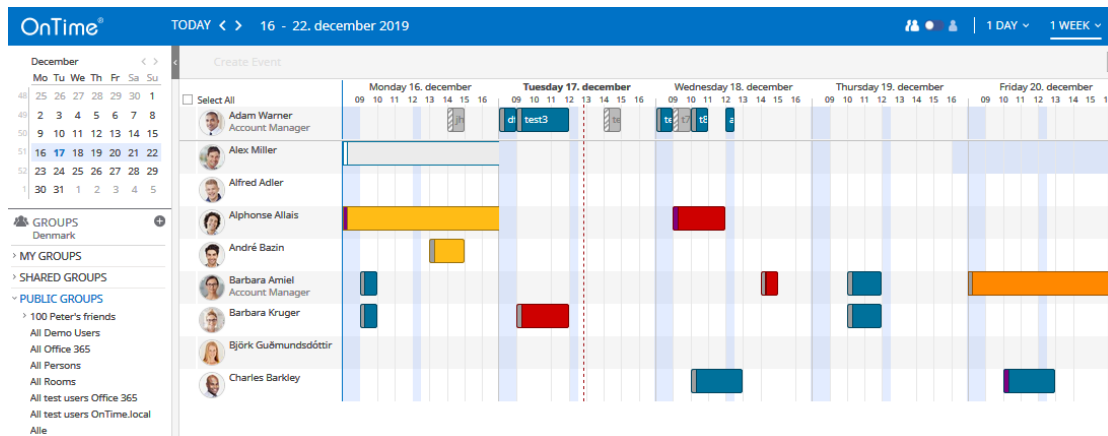 OnTime®
TODAY < > 16 - 22. december 2019
1 DAY
1 WEEK
December < >
Mo Tu We Th Fr Sa Su
48 25 26 27 28 29 30 1
49 2 3 4 5 6 7 8
50 9 10 11 12 13 14 15
51 16 17 18 19 20 21 22
52 23 24 25 26 27 28 29
1 30 31 1 2 3 4 5
GROUPS
Denmark
MY GROUPS
SHARED GROUPS
PUBLIC GROUPS
100 Peter's friends
All Demo Users
All Office 365
All Persons
All Rooms
All test users Office 365
All test users OnTime.local
Alle
Create Event
Monday 16. december Tuesday 17. december Wednesday 18. december Thursday 19. december Friday 20. december
Select All
09 10 11 12 13 14 15 16 09 10 11 12 13 14 15 16 09 10 11 12 13 14 15 16 09 10 11 12 13 14 15 16 09 10 11 12 13 14 15
Adam Warner
Account Manager
jh test3 te te t7 t8 a
Alex Miller
Alfred Adler
Alphonse Allais
André Bazin
Barbara Amiel
Account Manager
Barbara Kruger
Björk Guðmundsdóttir
Charles Barkley